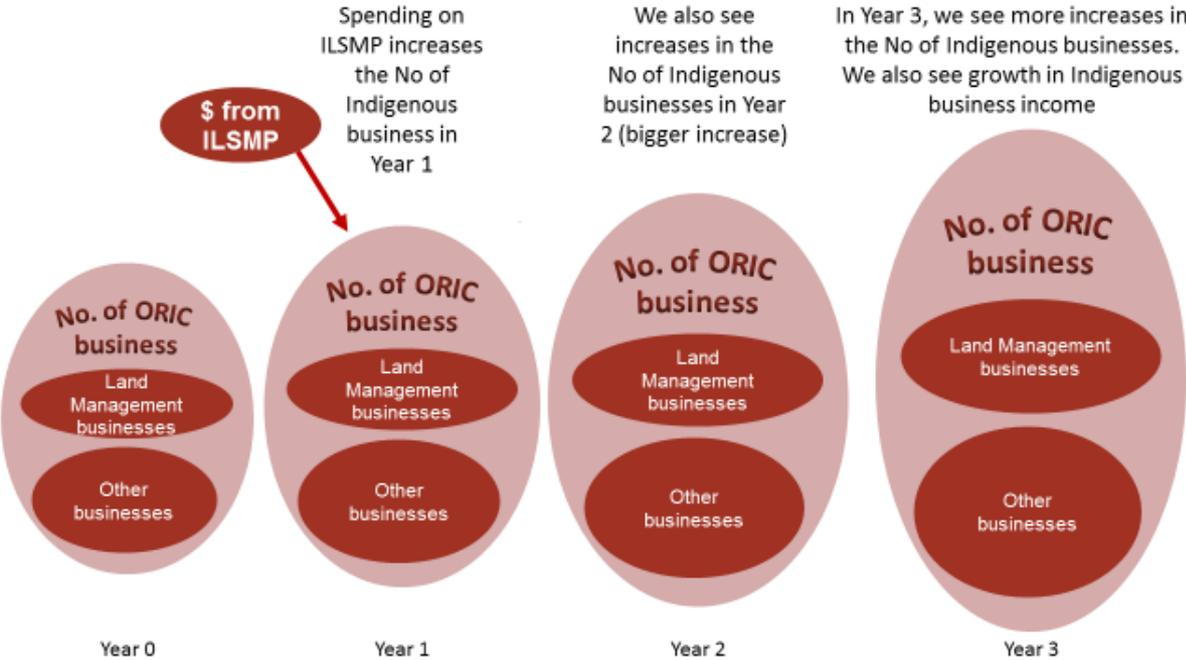 Spending on
ILSMP increases
the No of
Indigenous
business in
Year 1
We also see
increases in the
No of Indigenous
businesses in Year
2 (bigger increase)
In Year 3, we see more increases in
the No of Indigenous businesses.
We also see growth in Indigenous
business income
$ from
ILSMP
No. of ORIC
business
Land
Management
businesses
Other
businesses
Year 0
No. of ORIC
business
Land
Management
businesses
Other
businesses
Year 1
No. of ORIC
business
Land
Management
businesses
Other
businesses
Year 2
No. of ORIC
business
Land Management
businesses
Other
businesses
Year 3